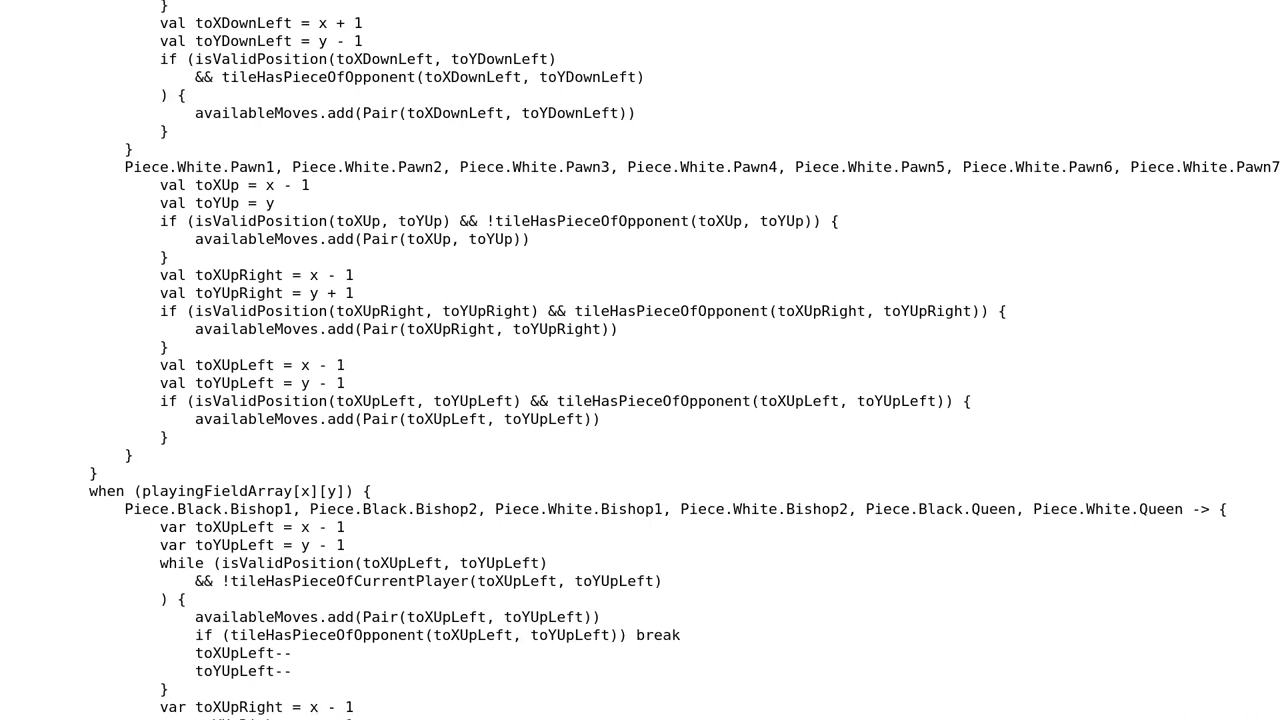 }
val toXDownLeft = x + 1
val toYDownLeft = y - 1
if (isValidPosition(toXDownLeft, toYDownLeft)
&& tileHasPieceOfOpponent(toXDownLeft, toYDownLeft)
) {
availableMoves.add(Pair(toXDownLeft, toYDownLeft))
}
}
Piece.White.Pawn1, Piece.White.Pawn2, Piece.White.Pawn3, Piece.White.Pawn4, Piece.White.Pawn5, Piece.White.Pawn6, Piece.White.Pawn7
val toXUp = x - 1
val toYUp = y
if (isValidPosition(toXUp, toYUp) && !tileHasPieceOfOpponent(toXUp, toYUp)) {
availableMoves.add(Pair(toXUp, toYUp))
}
val toXUpRight = x - 1
val toYUpRight = y + 1
if (isValidPosition(toXUpRight, toYUpRight) && tileHasPieceOfOpponent(toXUpRight, toYUpRight)) {
availableMoves.add(Pair(toXUpRight, toYUpRight))
}
val toXUpLeft = x - 1
val toYUpLeft = y - 1
if (isValidPosition(toXUpLeft, toYUpLeft) && tileHasPieceOfOpponent(toXUpLeft, toYUpLeft)) {
availableMoves.add(Pair(toXUpLeft, toYUpLeft))
}
}
}
when (playingFieldArray[x][y]) {
Piece.Black.Bishop1, Piece.Black.Bishop2, Piece.White.Bishop1, Piece.White.Bishop2, Piece.Black.Queen, Piece.White.Queen -> {
var toXUpLeft = x - 1
var toYUpLeft = y - 1
while (isValidPosition(toXUpLeft, toYUpLeft)
&& !tileHasPieceOfCurrentPlayer(toXUpLeft, toYUpLeft)
) {
availableMoves.add(Pair(toXUpLeft, toYUpLeft))
if (tileHasPieceOfOpponent(toXUpLeft, toYUpLeft)) break
toXUpLeft--
toYUpLeft--
}
var toXUpRight = x - 1